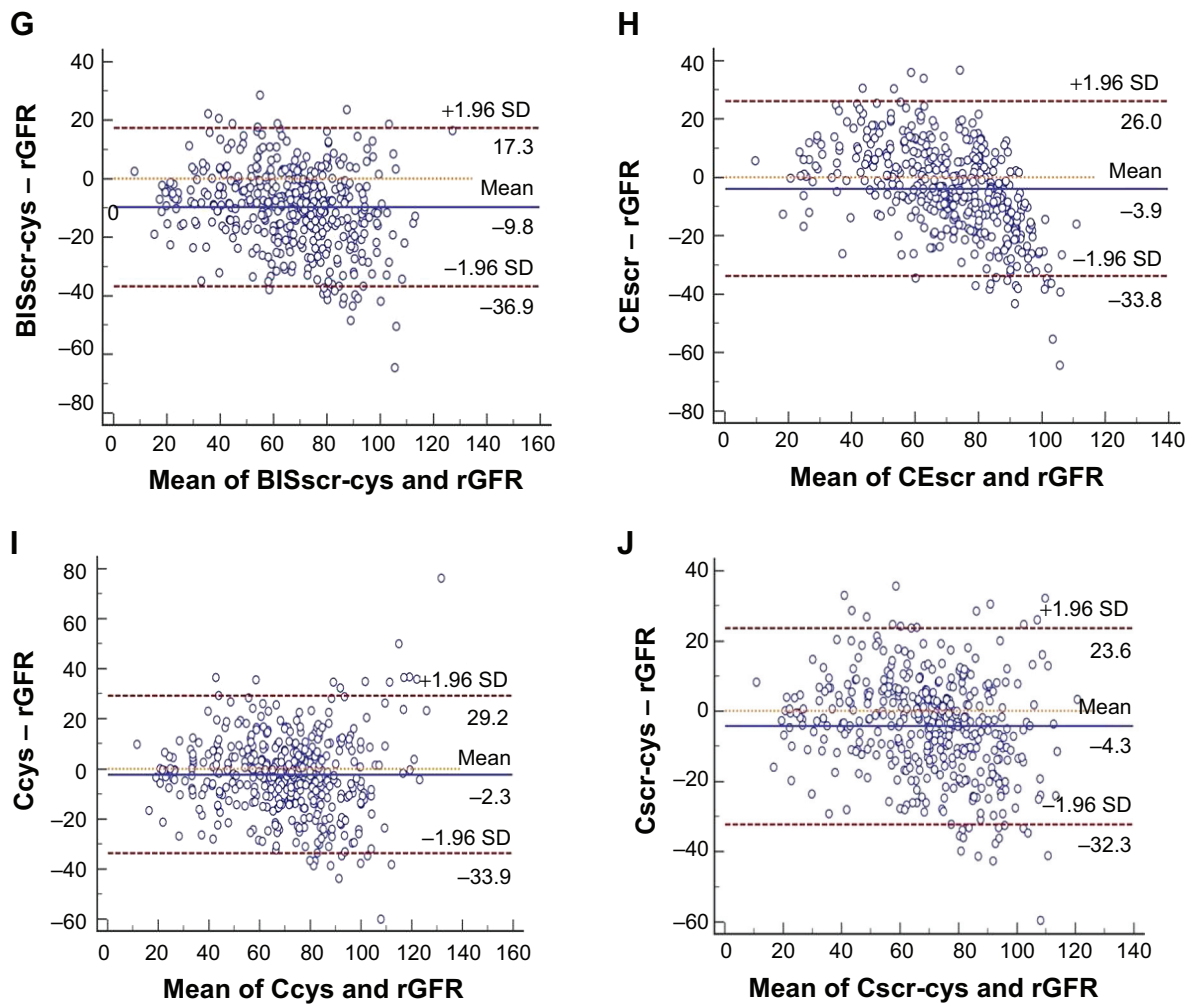 G
BISscr-cys – rGFR
40
20
0
0
–20
–40
–60
–80
+1.96 SD
17.3
Mean
–9.8
–1.96 SD
–36.9
0 20 40 60 80 100 120 140 160
Mean of BISscr-cys and rGFR
H
CEscr – rGFR
40
20
0
–20
–40
–60
–80
+1.96 SD
26.0
Mean
–3.9
–1.96 SD
–33.8
0 20 40 60 80 100 120 140
Mean of CEscr and rGFR
I
Ccys – rGFR
80
60
40
20
0
–20
–40
–60
+1.96 SD
29.2
Mean
–2.3
–1.96 SD
–33.9
0 20 40 60 80 100 120 140 160
Mean of Ccys and rGFR
J
Cscr-cys – rGFR
40
20
0
–20
–40
–60
+1.96 SD
23.6
Mean
–4.3
–1.96 SD
–32.3
0 20 40 60 80 100 120 140
Mean of Cscr-cys and rGFR